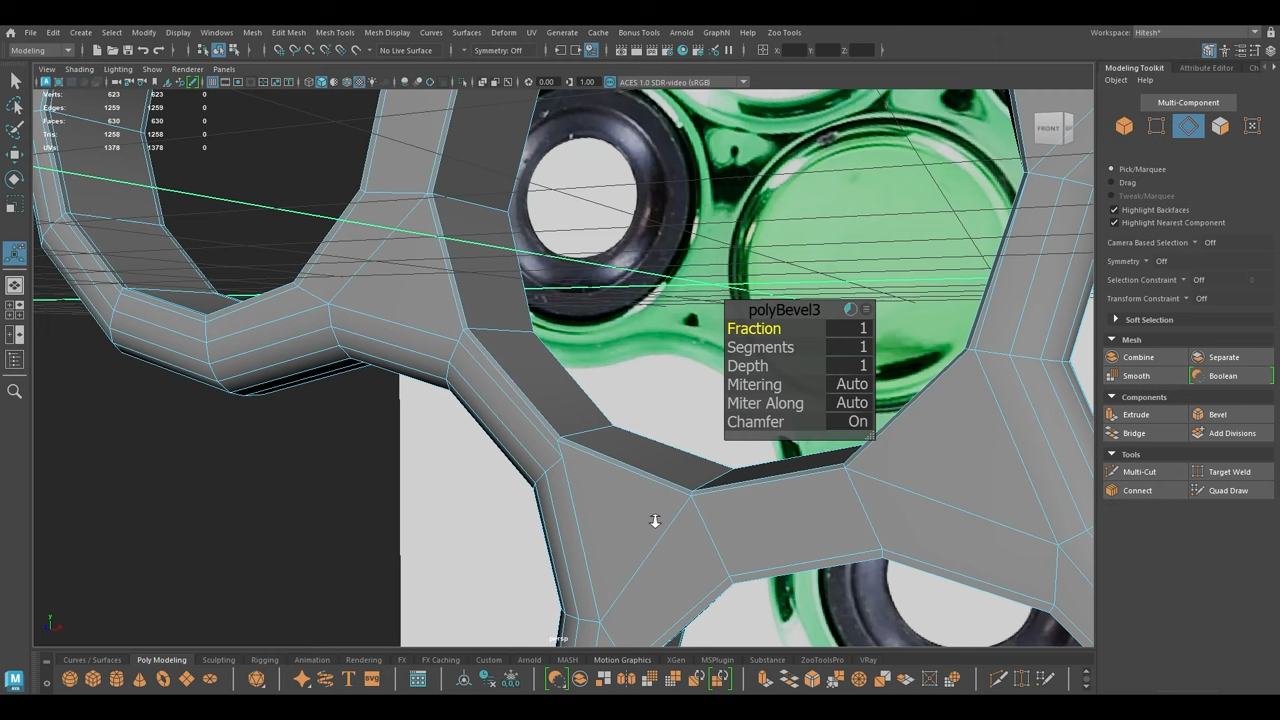 File Edit Create Select Modify Display Windows Mesh Edit Mesh Mesh Tools Mesh Display Curves Surfaces Deform UV Generate Cache Bonus Tools Arnold GraphN Help Zoo Tools Workspace: Hitesh*
Modeling No Live Surface Symmetry: Off X: Y: Z:
View Shading Lighting Show Renderer Panels
0.00 1.00 ACES 1.0 SDR-video (sRGB)
Verts: 623 623 0
Edges: 1259 1259 0
Faces: 630 630 0
Tris: 1258 1258 0
UVs: 1378 1378 0
FRONT
polyBevel3
Fraction 1
Segments 1
Depth 1
Mitering Auto
Miter Along Auto
Chamfer On
persp
Modeling Toolkit Attribute Editor Ch
Object Help
Multi-Component
Pick/Marquee
Drag
Tweak/Marquee
Highlight Backfaces
Highlight Nearest Component
Camera Based Selection Off
Symmetry Off
Selection Constraint Off
Transform Constraint Off
Soft Selection
Mesh
Combine Separate
Smooth Boolean
Components
Extrude Bevel
Bridge Add Divisions
Tools
Multi-Cut Target Weld
Connect Quad Draw
Curves / Surfaces Poly Modeling Sculpting Rigging Animation Rendering FX FX Caching Custom Arnold MASH Motion Graphics XGen MSPlugin Substance ZooToolsPro VRay